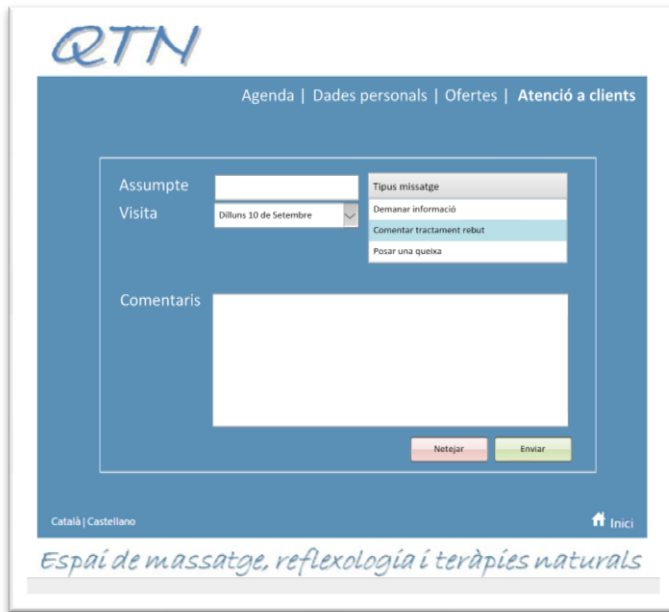 QTN
Agenda | Dades personals | Ofertes | Atenció a clients
Assumpte
Tipus missatge
Visita
Dilluns 10 de Setembre
Demanar informació
Comentar tractament rebut
Posar una queixa
Comentaris
Netejar
Enviar
Català | Castellano
Inici
Espai de massatge, reflexologia i teràpies naturals